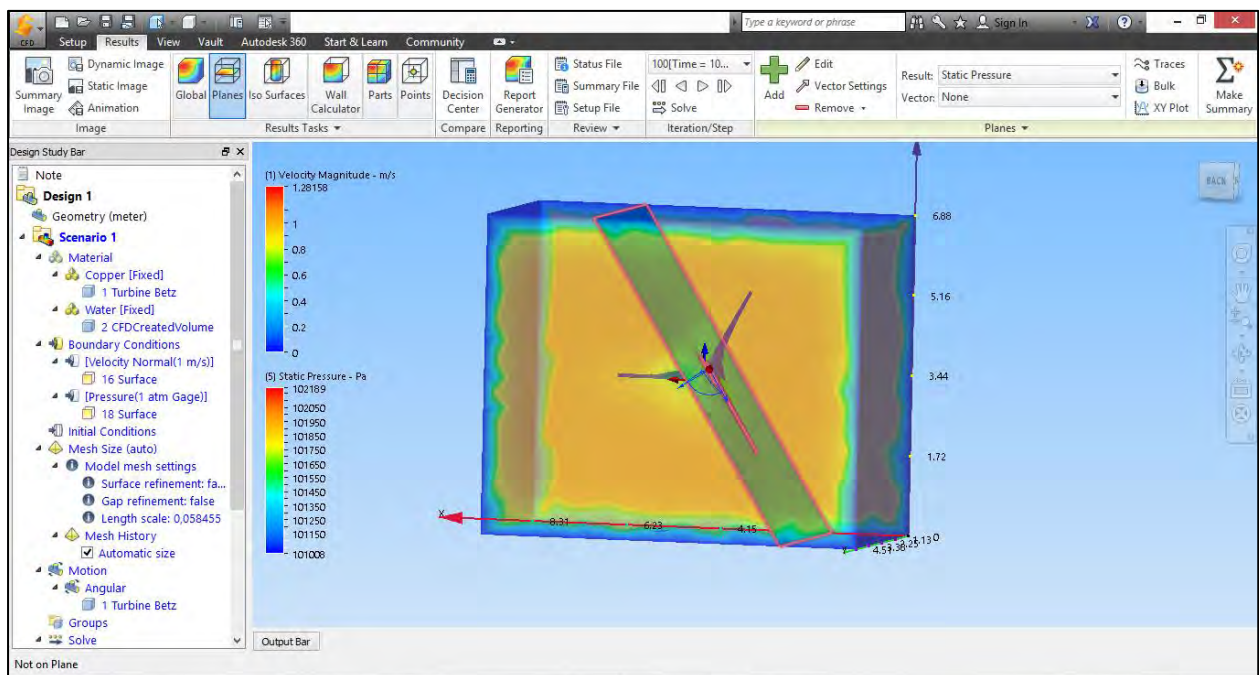 Type a keyword or phrase
Sign In
CFD
Setup Results View Vault Autodesk 360 Start & Learn Community
Summary Image
Dynamic Image
Static Image
Animation
Image
Global
Planes
Iso Surfaces
Wall Calculator
Parts
Points
Results Tasks
Decision Center
Compare
Report Generator
Reporting
Status File
Summary File
Setup File
Review
100[Time = 10...
Solve
Iteration/Step
Add
Edit
Vector Settings
Remove
Result: Static Pressure
Vector: None
Planes
Traces
Bulk
XY Plot
Make Summary
Design Study Bar
Note
Design 1
Geometry (meter)
Scenario 1
Material
Copper [Fixed]
1 Turbine Betz
Water [Fixed]
2 CFDCreatedVolume
Boundary Conditions
[Velocity Normal(1 m/s)]
16 Surface
[Pressure(1 atm Gage)]
18 Surface
Initial Conditions
Mesh Size (auto)
Model mesh settings
Surface refinement: fa...
Gap refinement: false
Length scale: 0,058455
Mesh History
Automatic size
Motion
Angular
1 Turbine Betz
Groups
Solve
(1) Velocity Magnitude - m/s
1.28158
1
0.8
0.6
0.4
0.2
0
(5) Static Pressure - Pa
102189
102050
101950
101850
101750
101650
101550
101450
101350
101250
101150
101008
BACK
6.88
5.16
3.44
1.72
X
8.31
6.23
4.15
Output Bar
Not on Plane